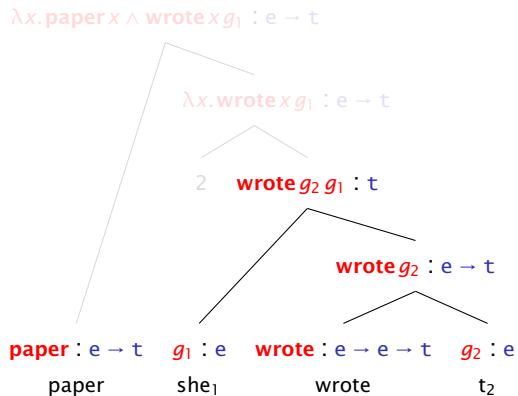 λx. paper x ∧ wrote x g₁ : e → t
λx. wrote x g₁ : e → t
2 wrote g₂ g₁ : t
wrote g₂ : e → t
paper : e → t g₁ : e wrote : e → e → t g₂ : e
paper she₁ wrote t₂